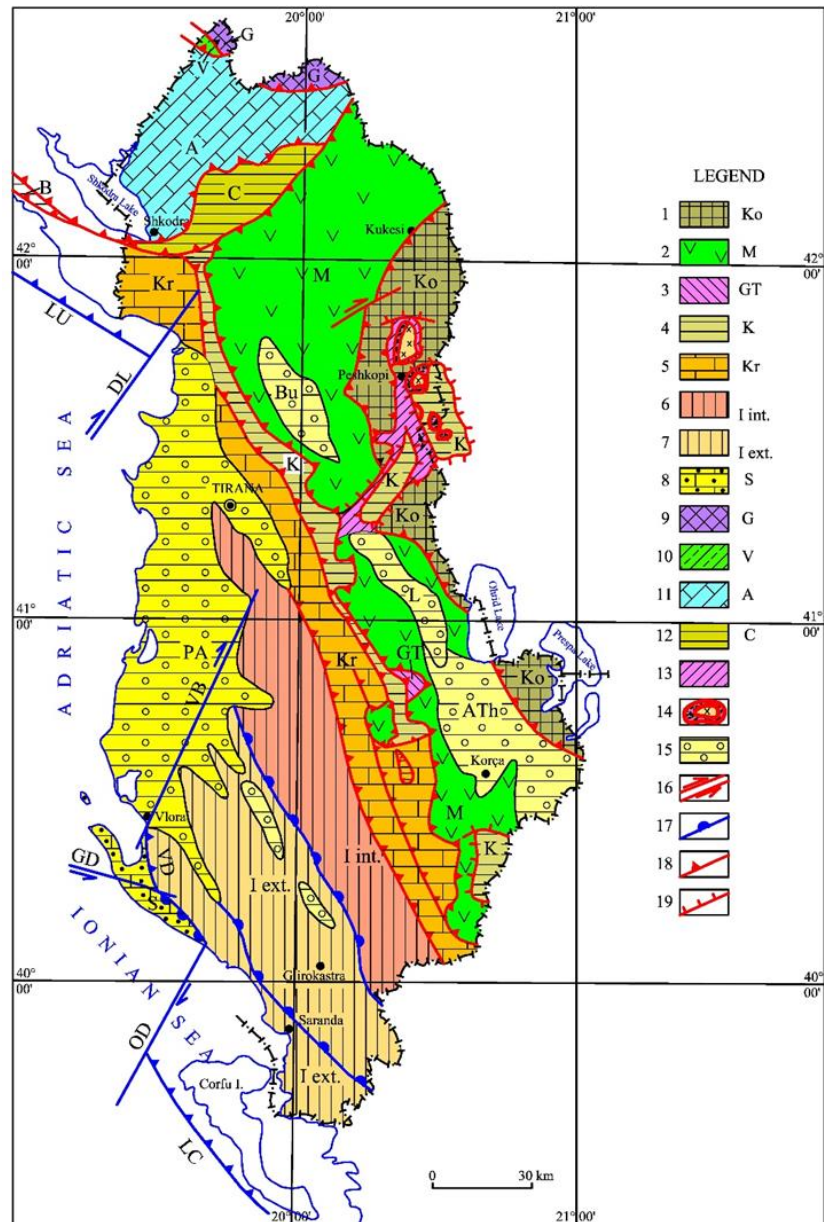 20° 00'
21° 00'
G
V
G
A
B
Shkodra Lake
C
Shkodra
Kukesi
42°
00'
42°
00'
Kr
M
Ko
LU
DL
Peshkopi
Bu
K
K
TIRANA
K
Ko
ADRIATIC SEA
Ohrid Lake
L
41°
00'
41°
00'
Prespa Lake
PA
VB
Kr
GT
Ko
ATh
Korça
Vlora
M
GD
VD
I int.
K
I ext.
S
IONIAN SEA
Gjirokastra
40°
00'
40°
00'
OD
Saranda
I ext.
Corfu I.
LC
0 30 km
20° 00'
21° 00'
LEGEND
1 Ko
2 M
3 GT
4 K
5 Kr
6 I int.
7 I ext.
8 S
9 G
10 V
11 A
12 C
13
14
15
16
17
18
19